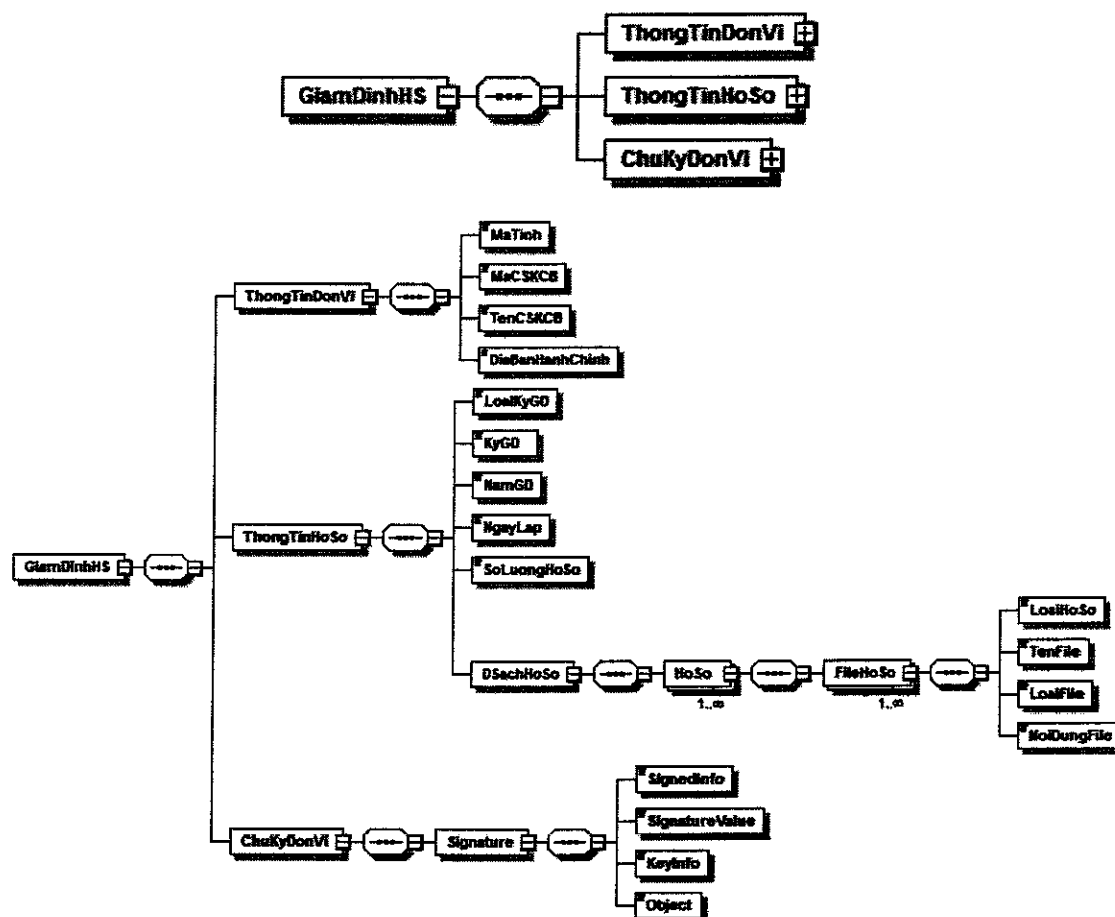 ThongTinDonVi
GiamDinhHS
ThongTinHoSo
ChuKyDonVi
MaTinh
MaCSKCB
ThongTinDonVi
TenCSKCB
DiaBanHanhChinh
LoaiKyGD
KyGD
NamGD
NgayLap
ThongTinHoSo
SoLuongHoSo
GiamDinhHS
LoaiHoSo
TenFile
DSachHoSo
HoSo
FileHoSo
1..∞
1..∞
LoaiFile
NoiDungFile
SignedInfo
SignatureValue
ChuKyDonVi
Signature
KeyInfo
Object